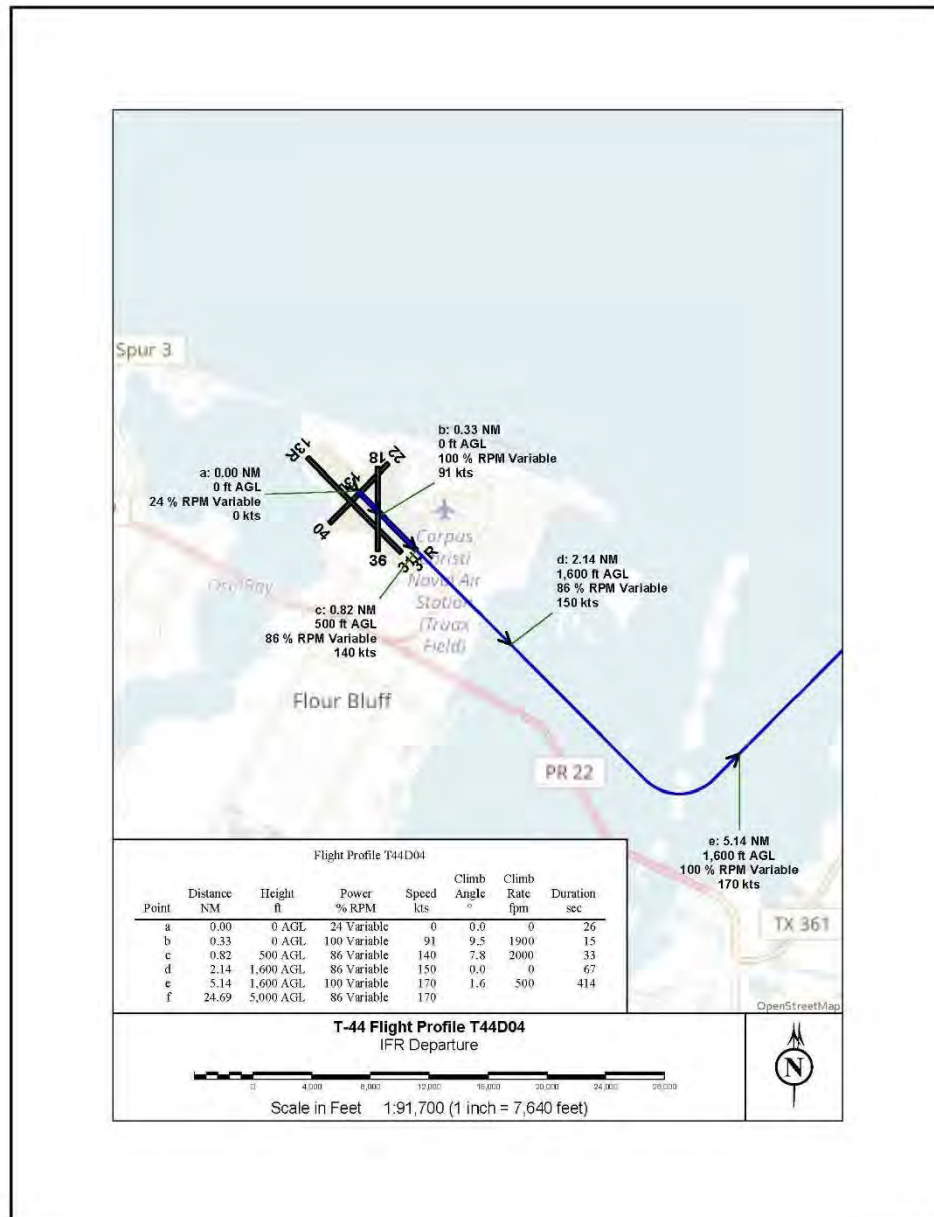 Spur 3
b: 0.33 NM
0 ft AGL
100 % RPM Variable
91 kts
13R
18
22
a: 0.00 NM
0 ft AGL
24 % RPM Variable
0 kts
04
36
Corpus
Christi
Naval Air
Station
(Truax
Field)
Oso Bay
c: 0.82 NM
500 ft AGL
86 % RPM Variable
140 kts
d: 2.14 NM
1,600 ft AGL
86 % RPM Variable
150 kts
Flour Bluff
PR 22
e: 5.14 NM
1,600 ft AGL
100 % RPM Variable
170 kts
TX 361
OpenStreetMap
Flight Profile T44D04
Point Distance NM Height ft Power % RPM Speed kts Climb Angle ° Climb Rate fpm Duration sec
a 0.00 0 AGL 24 Variable 0 0.0 0 26
b 0.33 0 AGL 100 Variable 91 9.5 1900 15
c 0.82 500 AGL 86 Variable 140 7.8 2000 33
d 2.14 1,600 AGL 86 Variable 150 0.0 0 67
e 5.14 1,600 AGL 100 Variable 170 1.6 500 414
f 24.69 5,000 AGL 86 Variable 170
T-44 Flight Profile T44D04
IFR Departure
0 4,000 8,000 12,000 16,000 20,000 24,000 28,000
Scale in Feet 1:91,700 (1 inch = 7,640 feet)
N